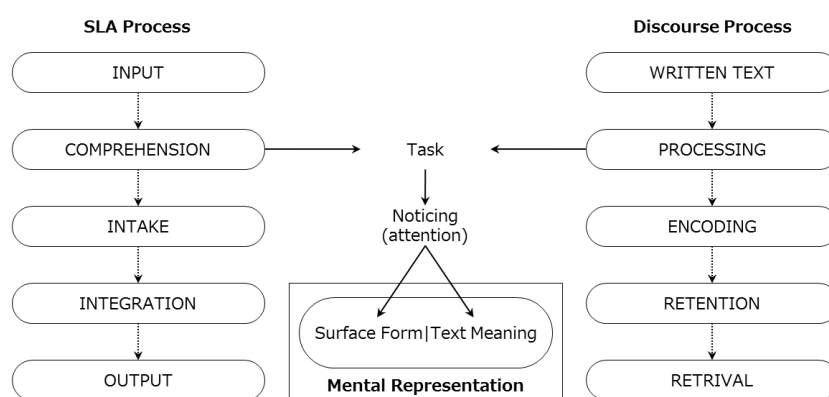 SLA Process
Discourse Process
INPUT
WRITTEN TEXT
COMPREHENSION
Task
PROCESSING
INTAKE
Noticing
(attention)
ENCODING
INTEGRATION
Surface Form|Text Meaning
RETENTION
OUTPUT
Mental Representation
RETRIVAL